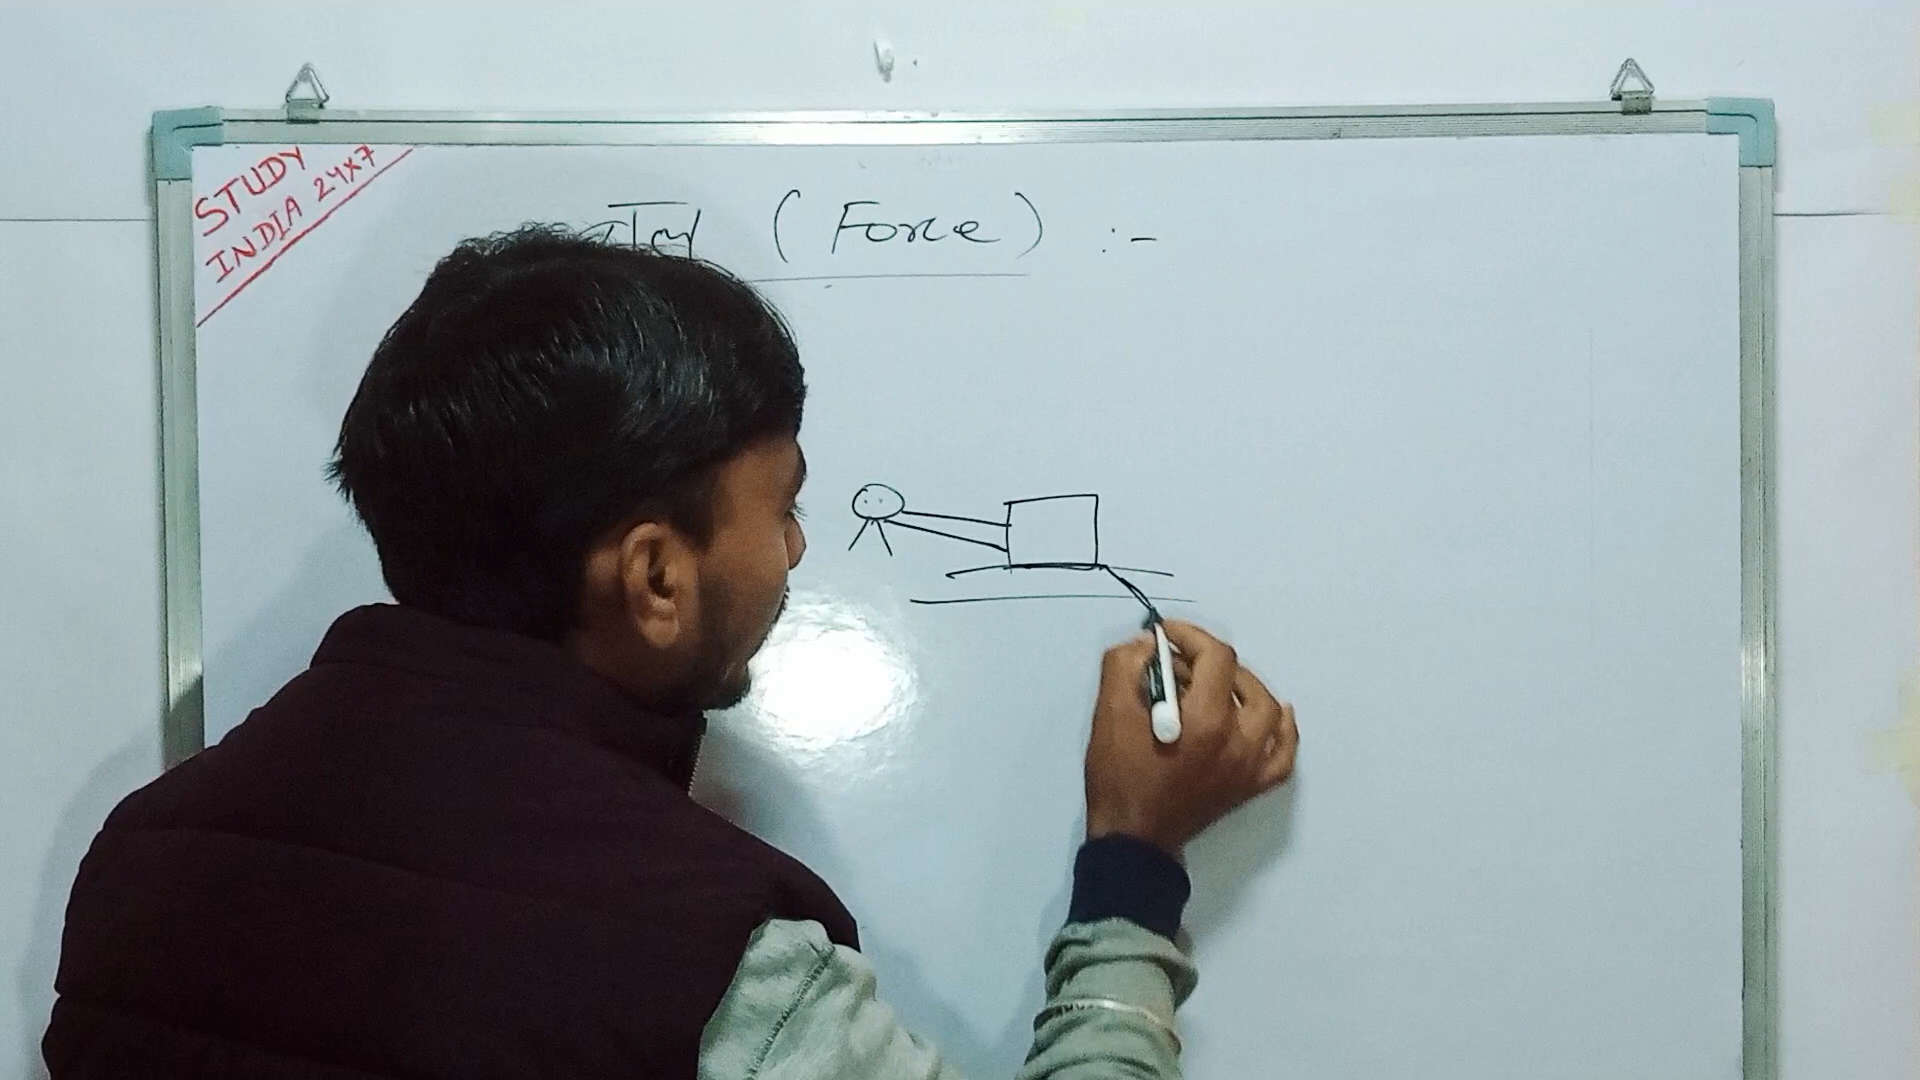 STUDY
INDIA 24x7
(Force) :-